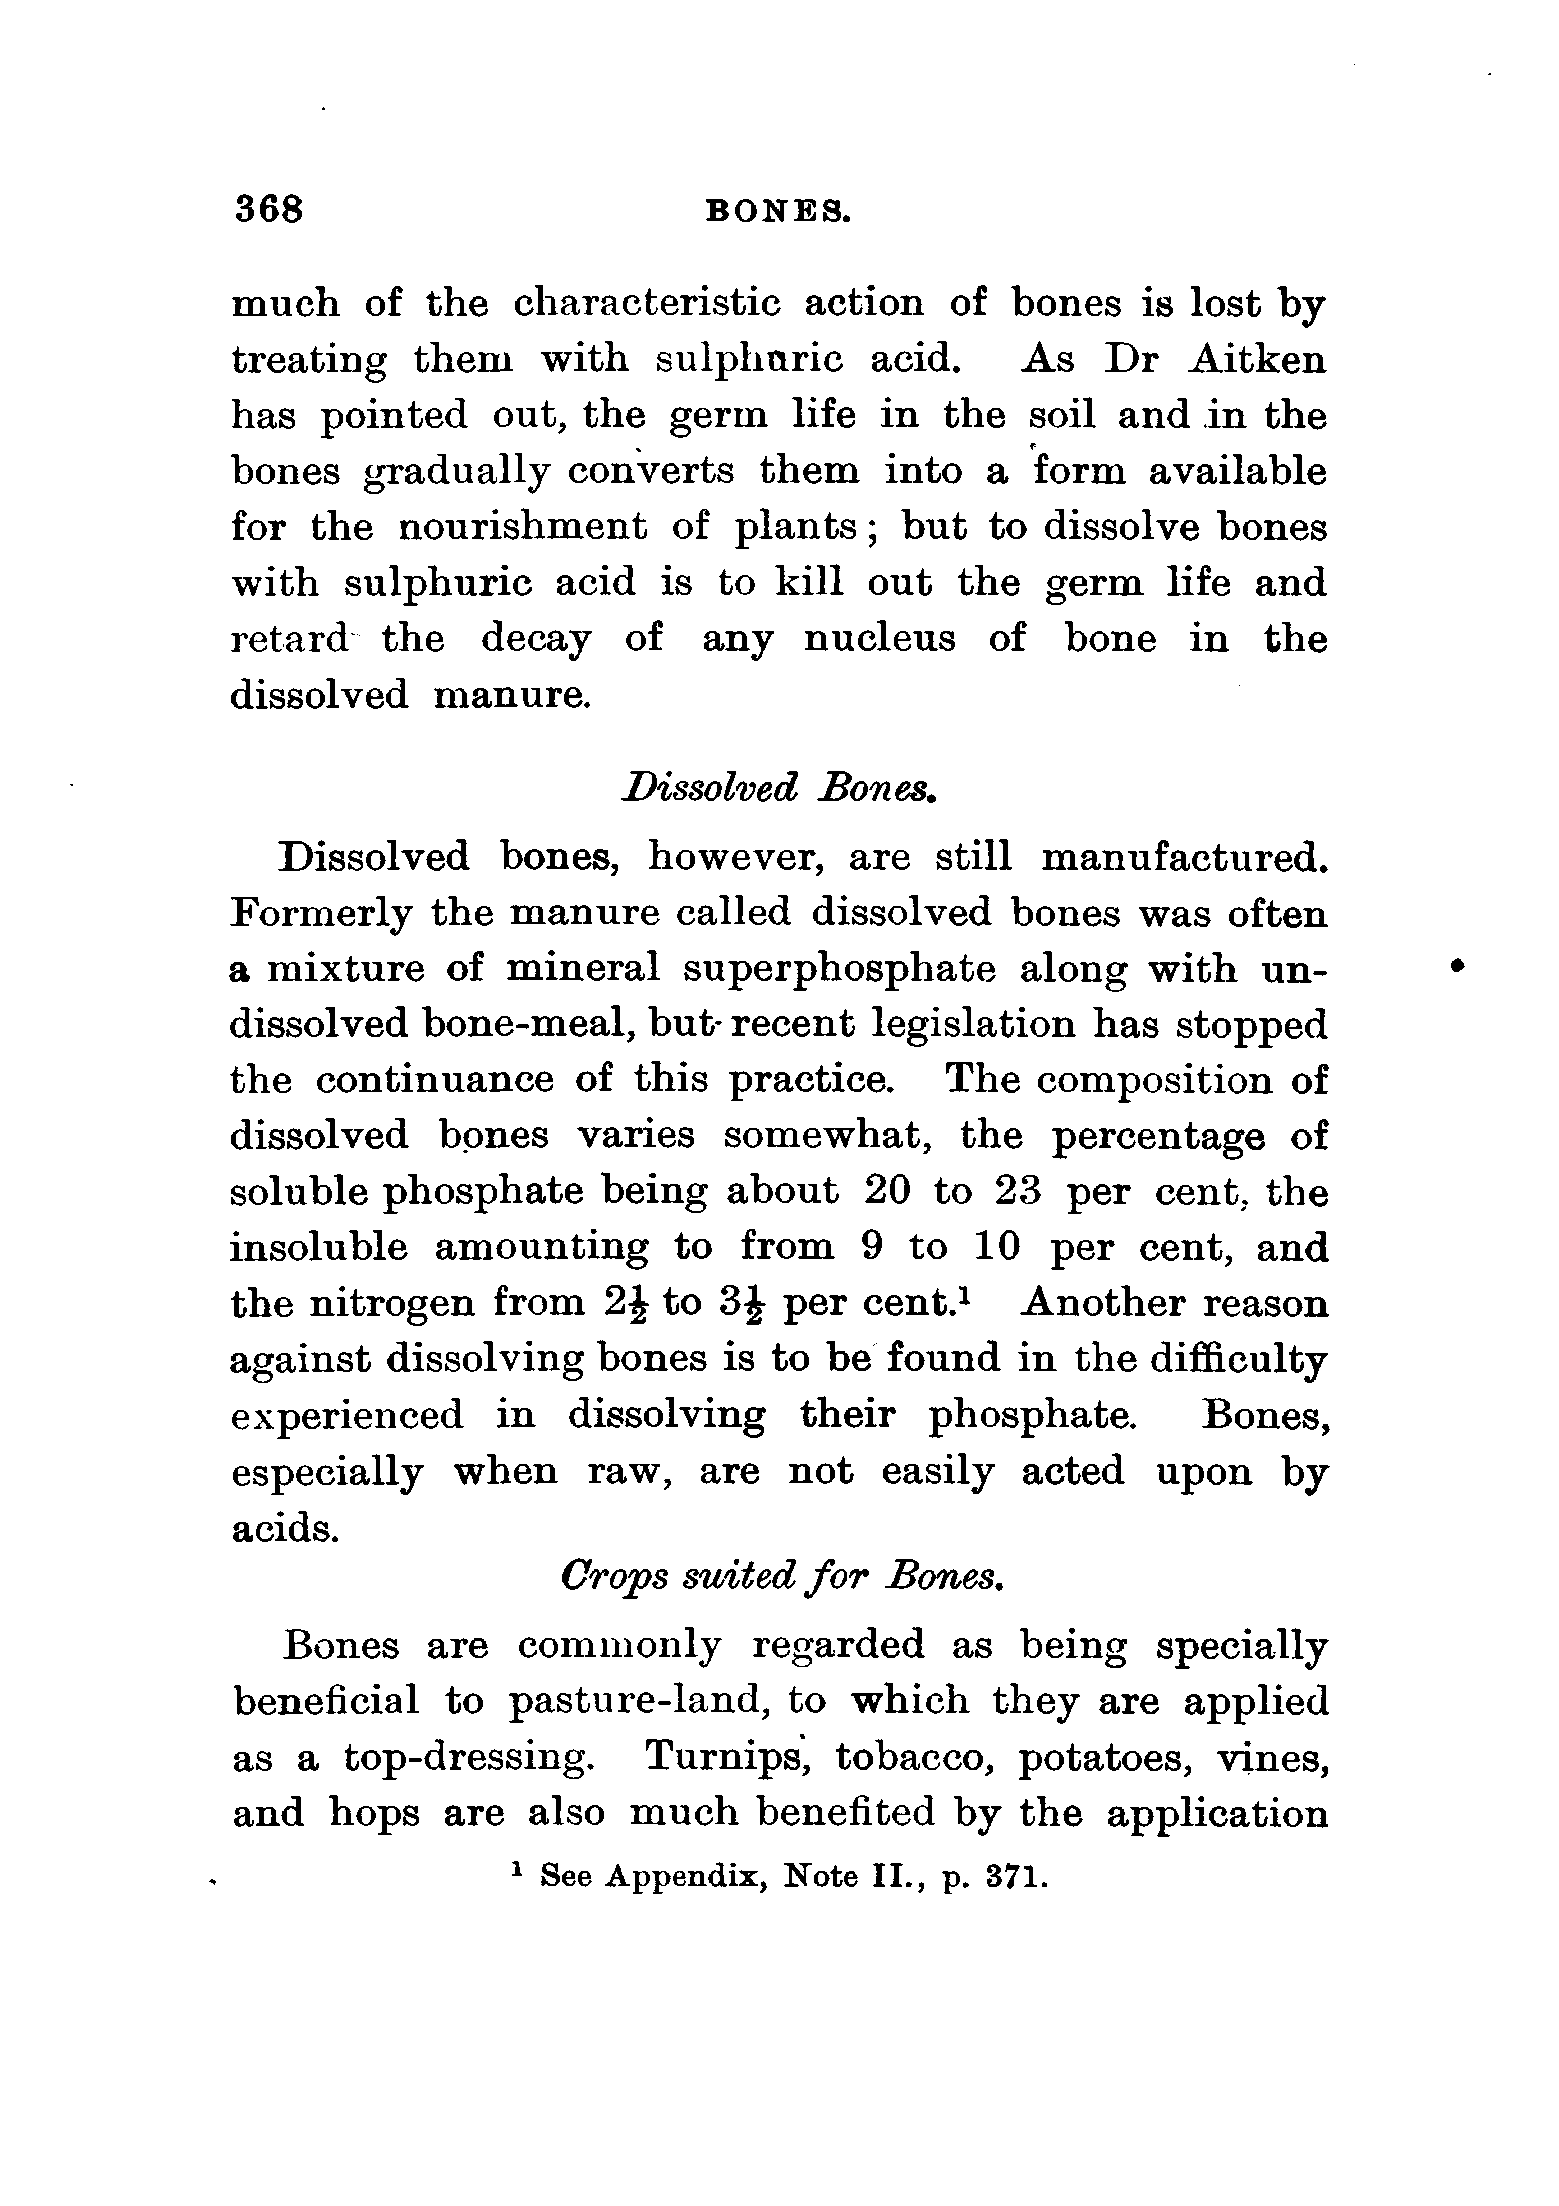 368 BONES.
much of the characteristic action of bones is lost by
treating them with sulphuric acid. As Dr Aitken
has pointed out, the germ life in the soil and in the
bones gradually converts them into a form available
for the nourishment of plants; but to dissolve bones
with sulphuric acid is to kill out the germ life and
retard the decay of any nucleus of bone in the
dissolved manure.
Dissolved Bones.
Dissolved bones, however, are still manufactured.
Formerly the manure called dissolved bones was often
a mixture of mineral superphosphate along with un-
dissolved bone-meal, but recent legislation has stopped
the continuance of this practice. The composition of
dissolved bones varies somewhat, the percentage of
soluble phosphate being about 20 to 23 per cent, the
insoluble amounting to from 9 to 10 per cent, and
the nitrogen from 2½ to 3½ per cent.¹ Another reason
against dissolving bones is to be found in the difficulty
experienced in dissolving their phosphate. Bones,
especially when raw, are not easily acted upon by
acids.
Crops suited for Bones.
Bones are commonly regarded as being specially
beneficial to pasture-land, to which they are applied
as a top-dressing. Turnips, tobacco, potatoes, vines,
and hops are also much benefited by the application
¹ See Appendix, Note II., p. 371.